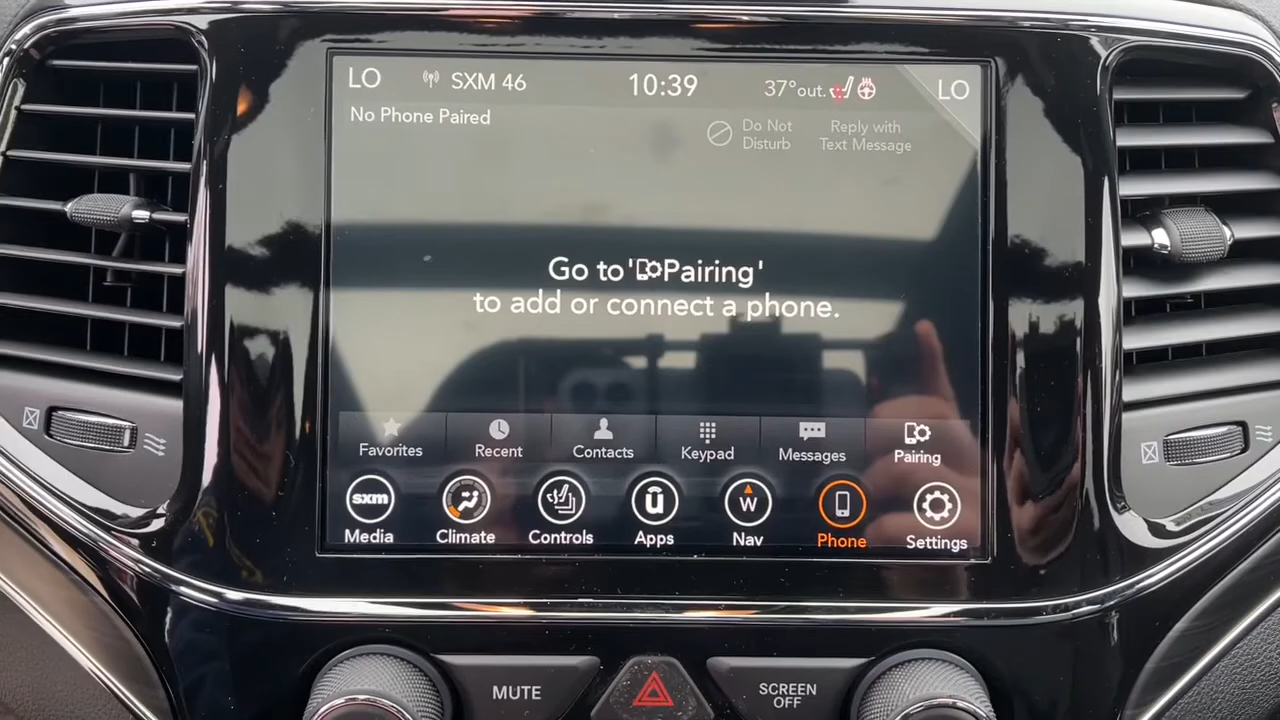 LO SXM 46 10:39 37°out. LO
No Phone Paired
Do Not
Disturb
Reply with
Text Message
Go to 'Pairing'
to add or connect a phone.
Favorites Recent Contacts Keypad Messages Pairing
sxm û W
Media Climate Controls Apps Nav Phone Settings
MUTE
SCREEN
OFF